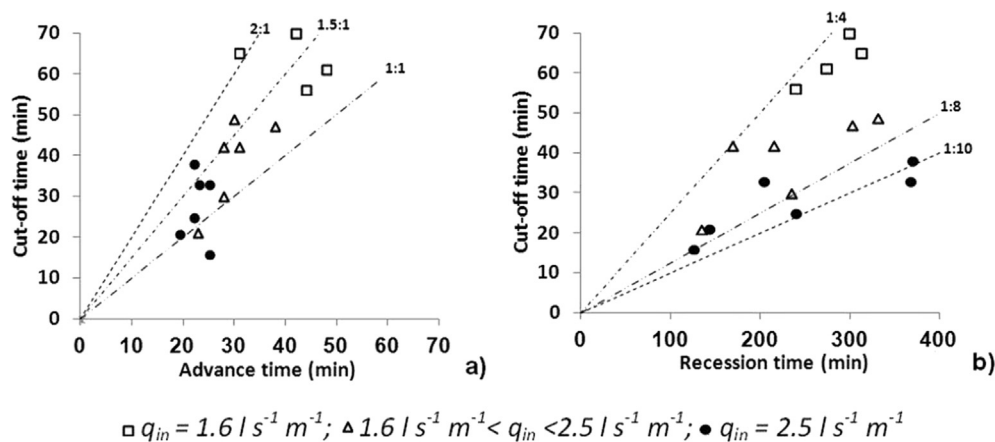 70
60
50
40
30
20
10
0
Cut-off time (min)
2:1
1.5:1
1:1
0 10 20 30 40 50 60 70
Advance time (min)
a)
70
60
50
40
30
20
10
0
Cut-off time (min)
1:4
1:8
1:10
0 100 200 300 400
Recession time (min)
b)
□ q_in = 1.6 l s⁻¹ m⁻¹; △ 1.6 l s⁻¹ m⁻¹< q_in <2.5 l s⁻¹ m⁻¹; ● q_in = 2.5 l s⁻¹ m⁻¹